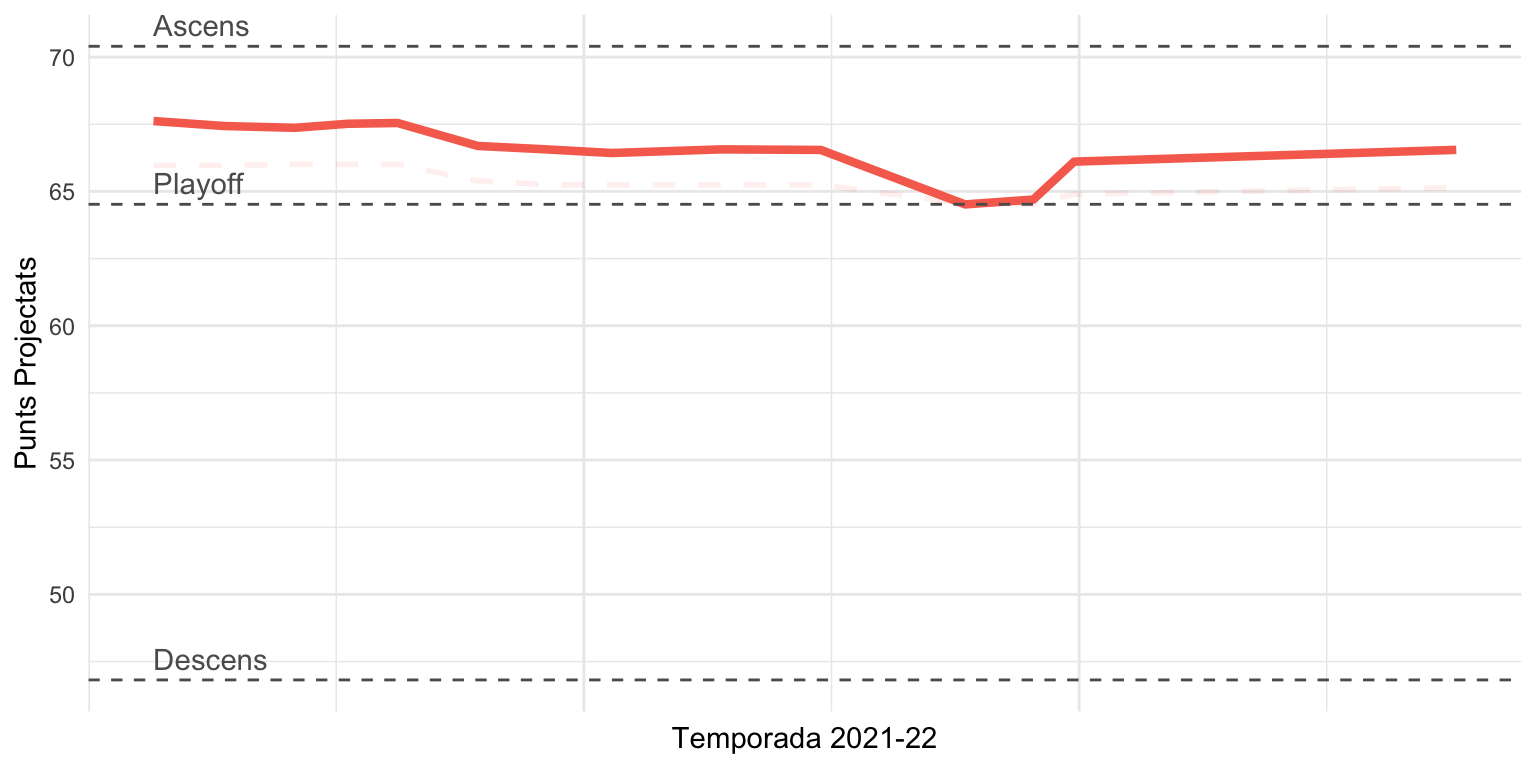 Ascens
70
Playoff
65
60
55
50
Descens
Punts Projectats
Temporada 2021-22